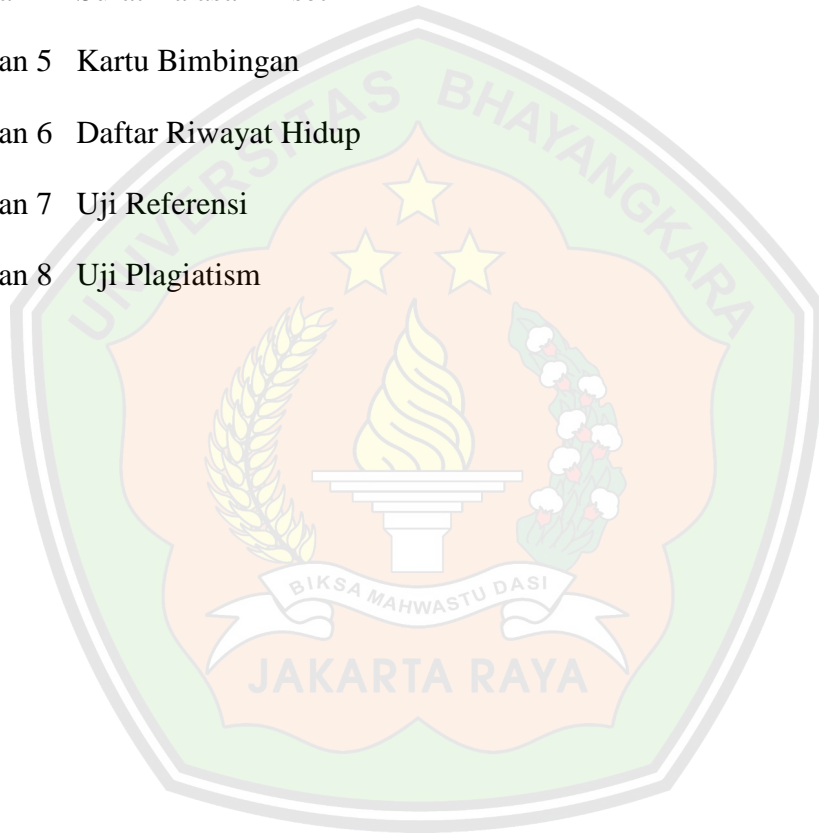 an 5 Kartu Bimbingan
an 6 Daftar Riwayat Hidup
an 7 Uji Referensi
an 8 Uji Plagiatism
UNIVERSITAS BHAYANGKARA
BIKSA MAHWASTU DASI
JAKARTA RAYA